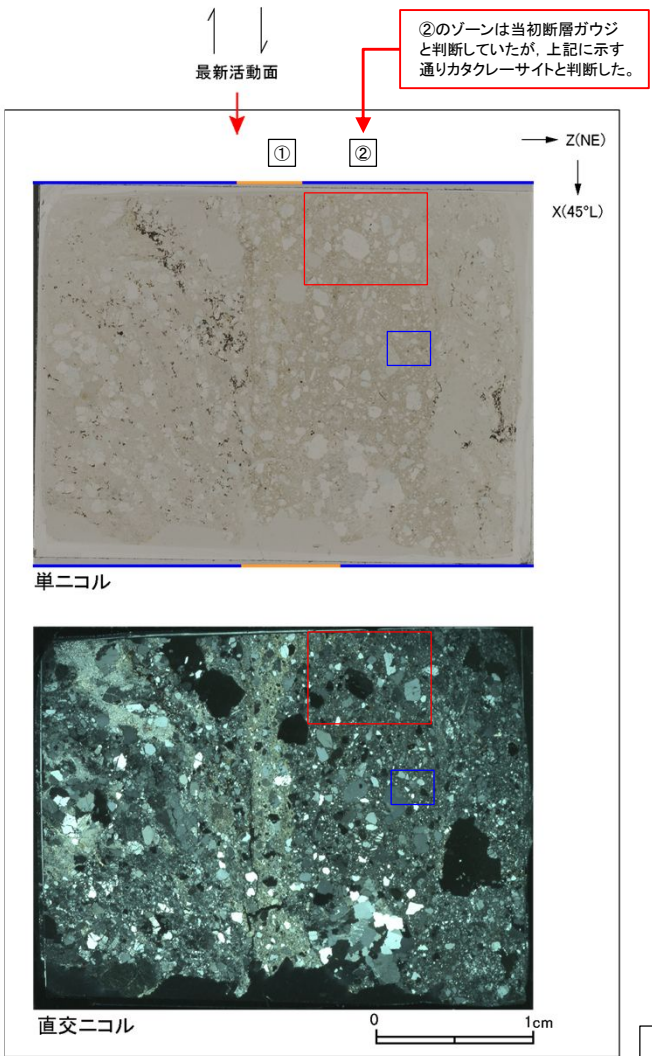 ②のゾーンは当初断層ガウジ
と判断していたが, 上記に示す
通りカタクレーサイトと判断した。
最新活動面
①
②
Z(NE)
X(45°L)
単ニコル
直交ニコル
0
1cm